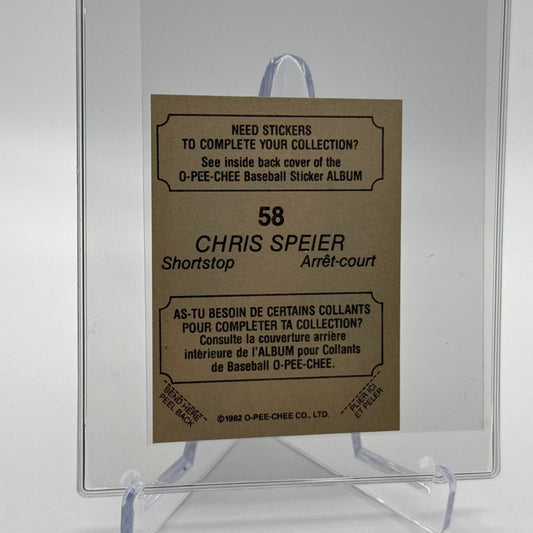 NEED STICKERS
TO COMPLETE YOUR COLLECTION?
See inside back cover of the
O-PEE-CHEE Baseball Sticker ALBUM
58
CHRIS SPEIER
Shortstop Arrêt-court
AS-TU BESOIN DE CERTAINS COLLANTS
POUR COMPLETER TA COLLECTION?
Consulte la couverture arrière
intérieure de l'ALBUM pour Collants
de Baseball O-PEE-CHEE.
BEND HERE
PEEL BACK
PLIER ICI
ET PELER
©1982 O-PEE-CHEE CO., LTD.